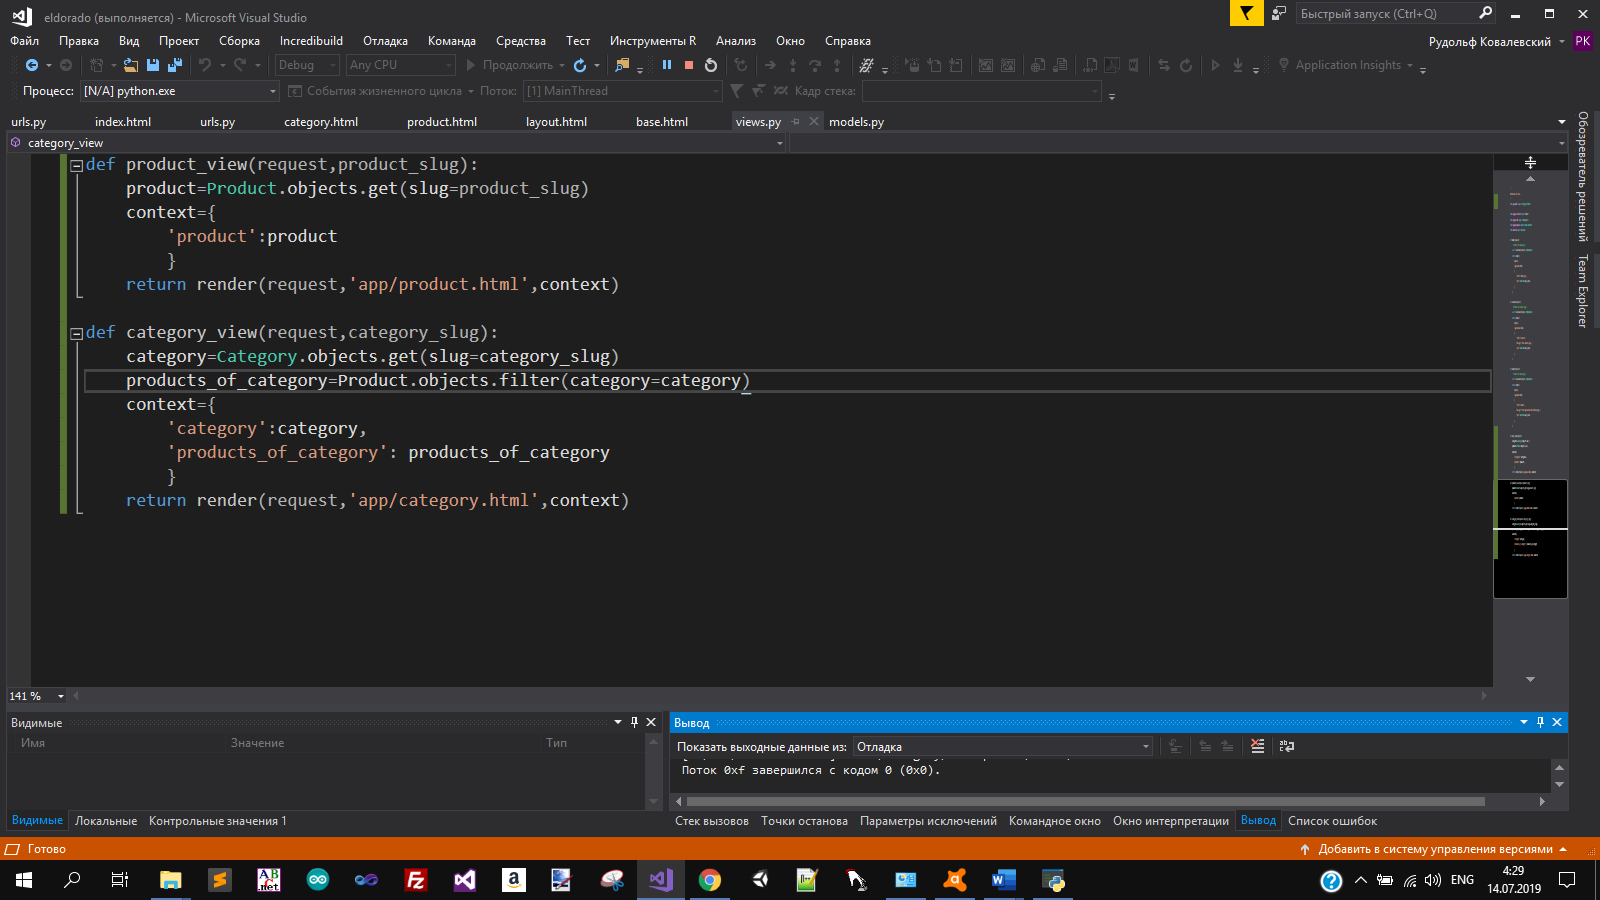 eldorado (выполняется) - Microsoft Visual Studio
Быстрый запуск (Ctrl+Q)
Файл Правка Вид Проект Сборка Incredibuild Отладка Команда Средства Тест Инструменты R Анализ Окно Справка
Рудольф Ковалевский РК
Debug Any CPU Продолжить Application Insights
Процесс: [N/A] python.exe События жизненного цикла Поток: [1] MainThread Кадр стека:
urls.py index.html urls.py category.html product.html layout.html base.html views.py models.py
category_view
def product_view(request,product_slug):
product=Product.objects.get(slug=product_slug)
context={
'product':product
}
return render(request,'app/product.html',context)
def category_view(request,category_slug):
category=Category.objects.get(slug=category_slug)
products_of_category=Product.objects.filter(category=category)
context={
'category':category,
'products_of_category': products_of_category
}
return render(request,'app/category.html',context)
Обозреватель решений
Team Explorer
141 %
Видимые
Имя Значение Тип
Видимые Локальные Контрольные значения 1
Вывод
Показать выходные данные из: Отладка
Поток 0xf завершился с кодом 0 (0x0).
Стек вызовов Точки останова Параметры исключений Командное окно Окно интерпретации Вывод Список ошибок
Готово
Добавить в систему управления версиями
ENG
4:29
14.07.2019